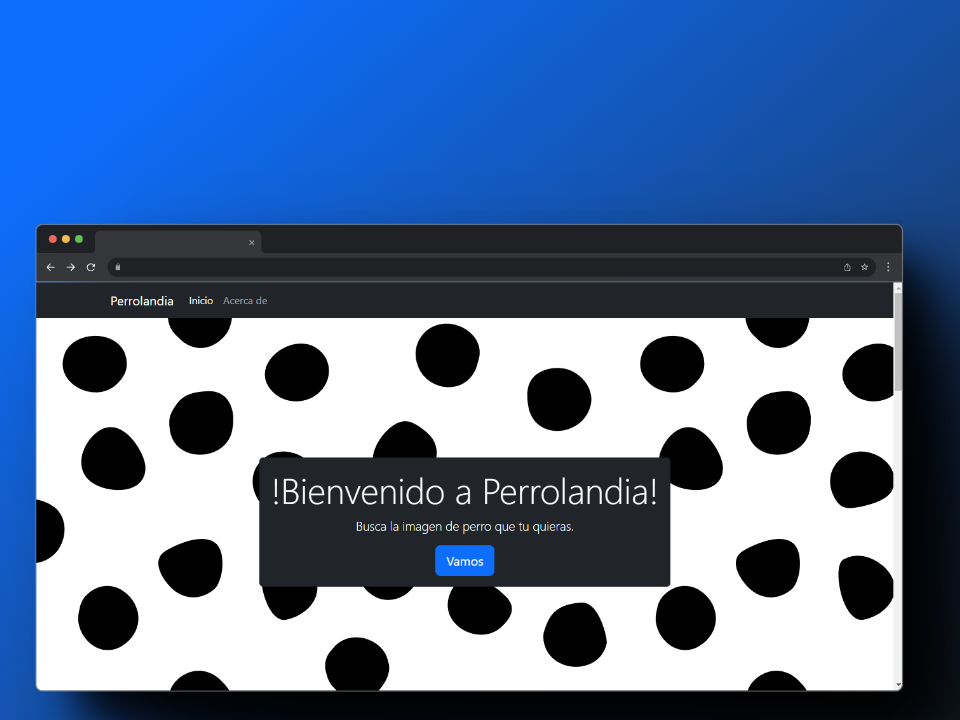 Perrolandia Inicio Acerca de
!Bienvenido a Perrolandia!
Busca la imagen de perro que tu quieras.
Vamos